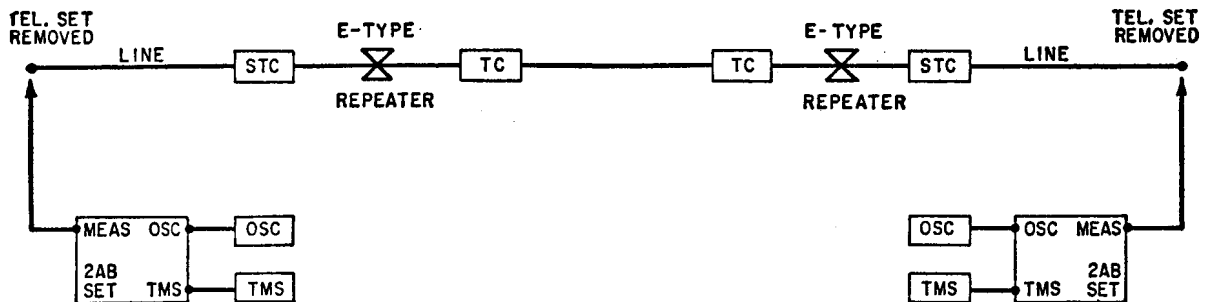 TEL. SET
REMOVED
LINE
STC
E-TYPE
REPEATER
TC
TC
E-TYPE
REPEATER
STC
LINE
TEL. SET
REMOVED
MEAS OSC
OSC
2AB
SET
TMS
TMS
OSC
OSC MEAS
TMS
TMS
2AB
SET